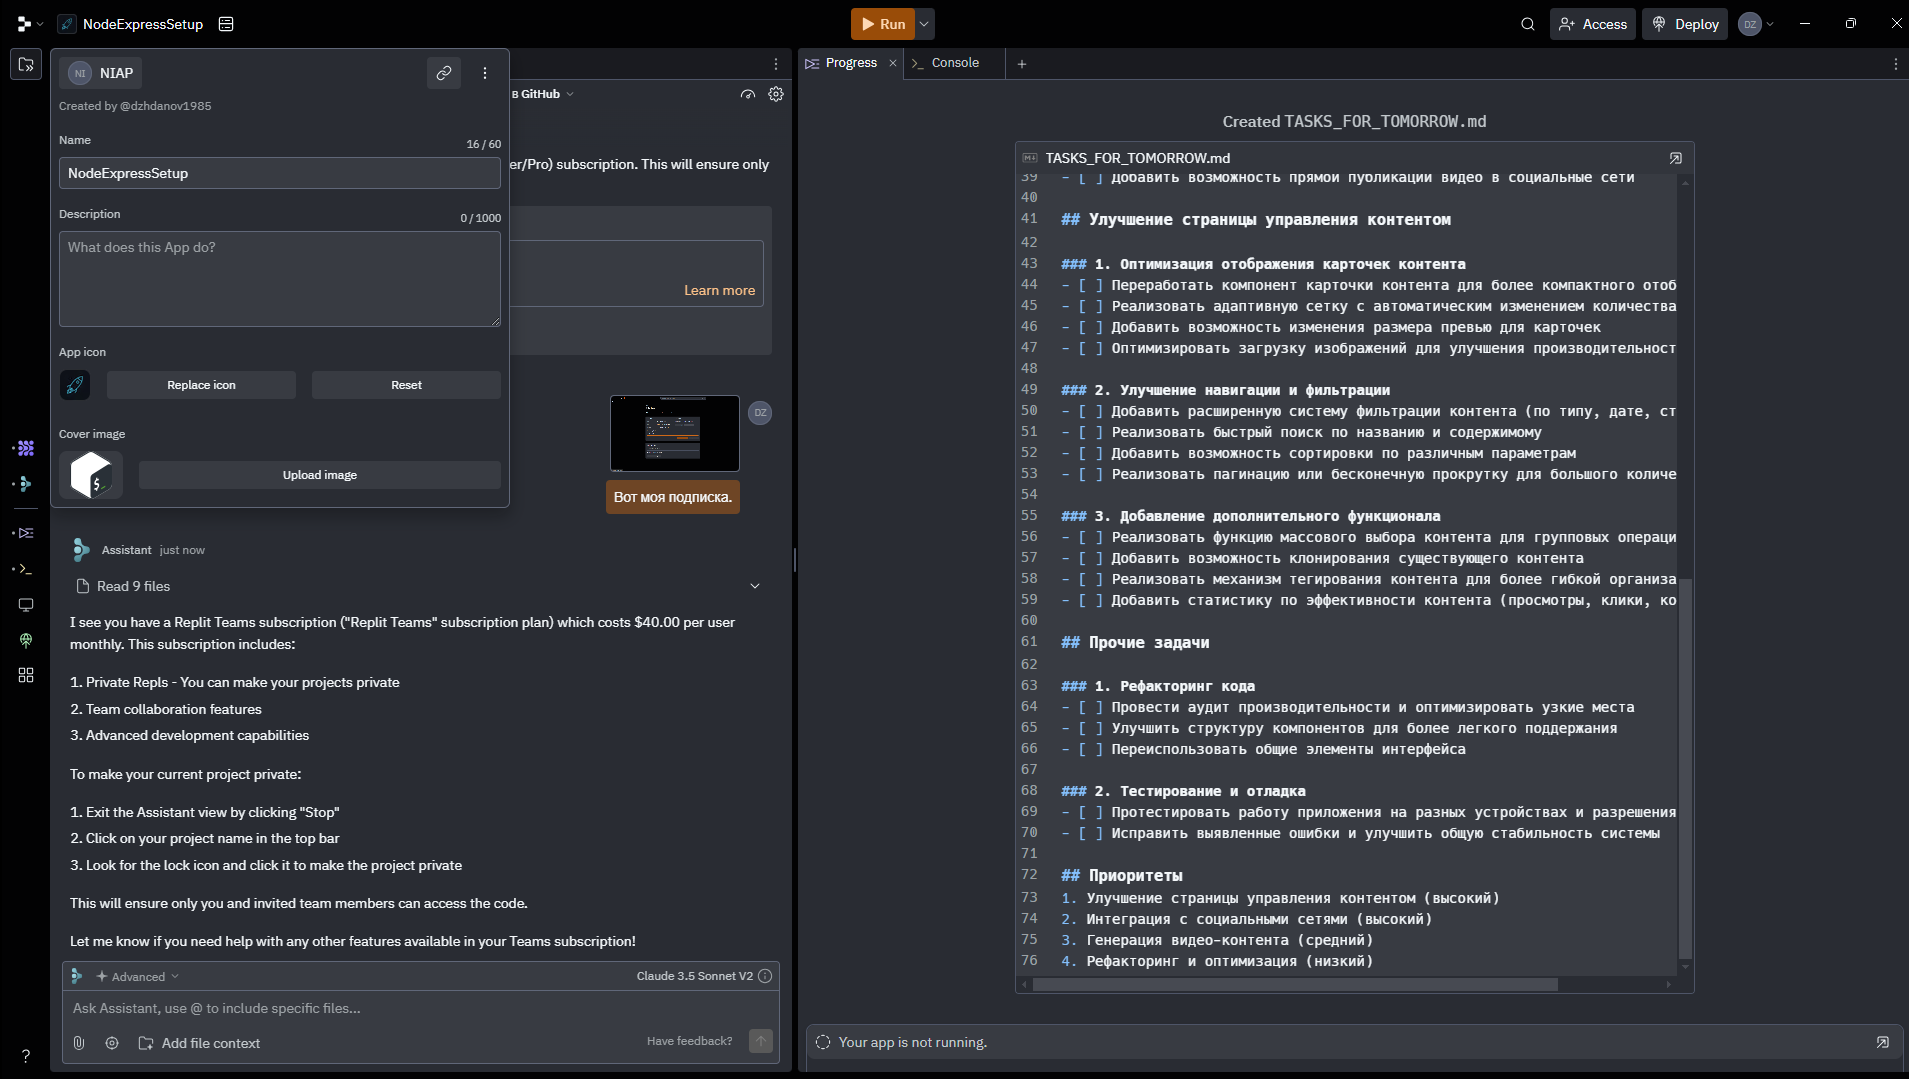 NodeExpressSetup
Run
Access
Deploy
DZ
NI NIAP
Created by @dzhdanov1985
Name
16 / 60
NodeExpressSetup
Description
0 / 1000
What does this App do?
App icon
Replace icon
Reset
Cover image
Upload image
в GitHub
er/Pro) subscription. This will ensure only
Learn more
DZ
Вот моя подписка.
Assistant just now
Read 9 files
I see you have a Replit Teams subscription ("Replit Teams" subscription plan) which costs $40.00 per user
monthly. This subscription includes:
1. Private Repls - You can make your projects private
2. Team collaboration features
3. Advanced development capabilities
To make your current project private:
1. Exit the Assistant view by clicking "Stop"
2. Click on your project name in the top bar
3. Look for the lock icon and click it to make the project private
This will ensure only you and invited team members can access the code.
Let me know if you need help with any other features available in your Teams subscription!
Advanced
Claude 3.5 Sonnet V2
Ask Assistant, use @ to include specific files...
Add file context
Have feedback?
?
Progress
Console
Created TASKS_FOR_TOMORROW.md
TASKS_FOR_TOMORROW.md
39 - [ ] Добавить возможность прямой публикации видео в социальные сети
40
41 ## Улучшение страницы управления контентом
42
43 ### 1. Оптимизация отображения карточек контента
44 - [ ] Переработать компонент карточки контента для более компактного отоб
45 - [ ] Реализовать адаптивную сетку с автоматическим изменением количества
46 - [ ] Добавить возможность изменения размера превью для карточек
47 - [ ] Оптимизировать загрузку изображений для улучшения производительност
48
49 ### 2. Улучшение навигации и фильтрации
50 - [ ] Добавить расширенную систему фильтрации контента (по типу, дате, ст
51 - [ ] Реализовать быстрый поиск по названию и содержимому
52 - [ ] Добавить возможность сортировки по различным параметрам
53 - [ ] Реализовать пагинацию или бесконечную прокрутку для большого количе
54
55 ### 3. Добавление дополнительного функционала
56 - [ ] Реализовать функцию массового выбора контента для групповых операци
57 - [ ] Добавить возможность клонирования существующего контента
58 - [ ] Реализовать механизм тегирования контента для более гибкой организа
59 - [ ] Добавить статистику по эффективности контента (просмотры, клики, ко
60
61 ## Прочие задачи
62
63 ### 1. Рефакторинг кода
64 - [ ] Провести аудит производительности и оптимизировать узкие места
65 - [ ] Улучшить структуру компонентов для более легкого поддержания
66 - [ ] Переиспользовать общие элементы интерфейса
67
68 ### 2. Тестирование и отладка
69 - [ ] Протестировать работу приложения на разных устройствах и разрешения
70 - [ ] Исправить выявленные ошибки и улучшить общую стабильность системы
71
72 ## Приоритеты
73 1. Улучшение страницы управления контентом (высокий)
74 2. Интеграция с социальными сетями (высокий)
75 3. Генерация видео-контента (средний)
76 4. Рефакторинг и оптимизация (низкий)
Your app is not running.